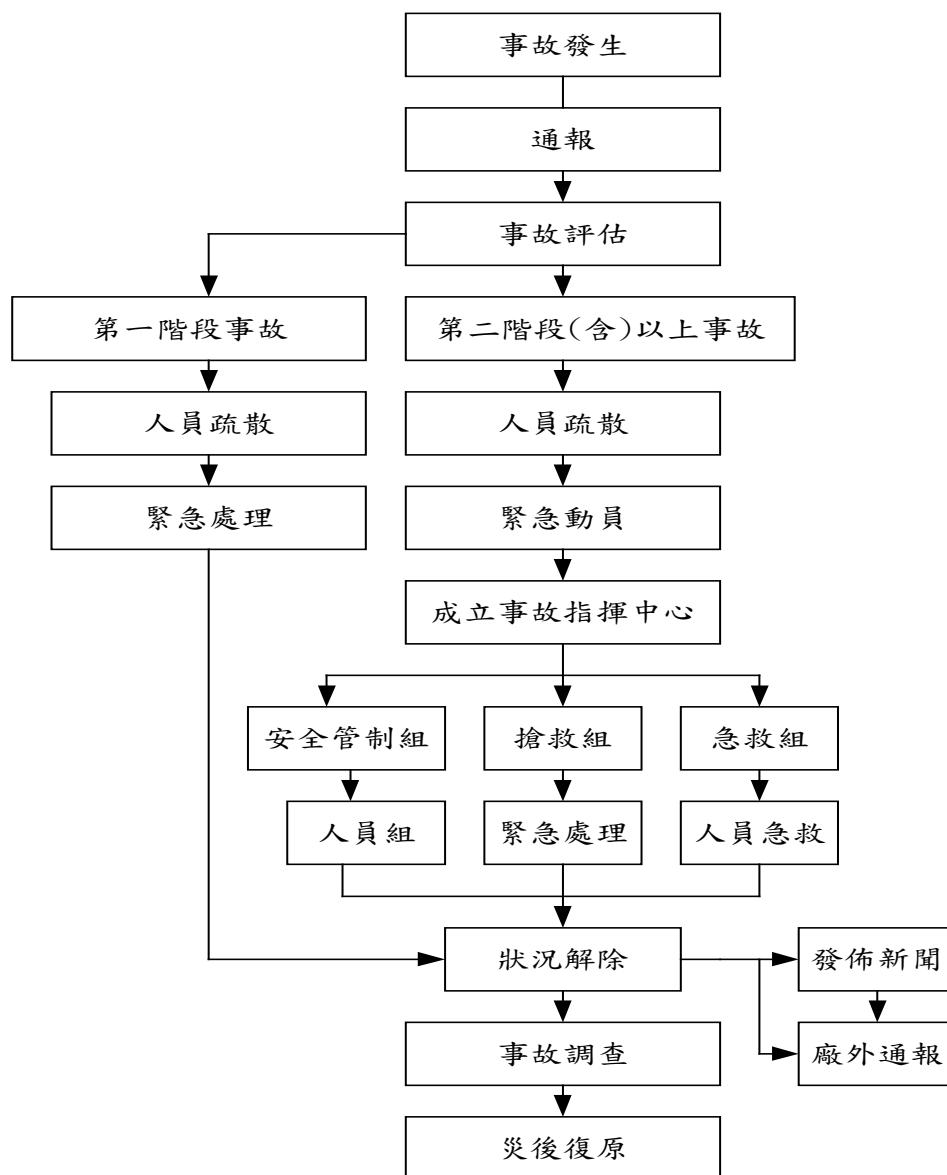 事故發生
通報
事故評估
第一階段事故
第二階段(含)以上事故
人員疏散
人員疏散
緊急處理
緊急動員
成立事故指揮中心
安全管制組
搶救組
急救組
人員組
緊急處理
人員急救
狀況解除
發佈新聞
事故調查
廠外通報
災後復原